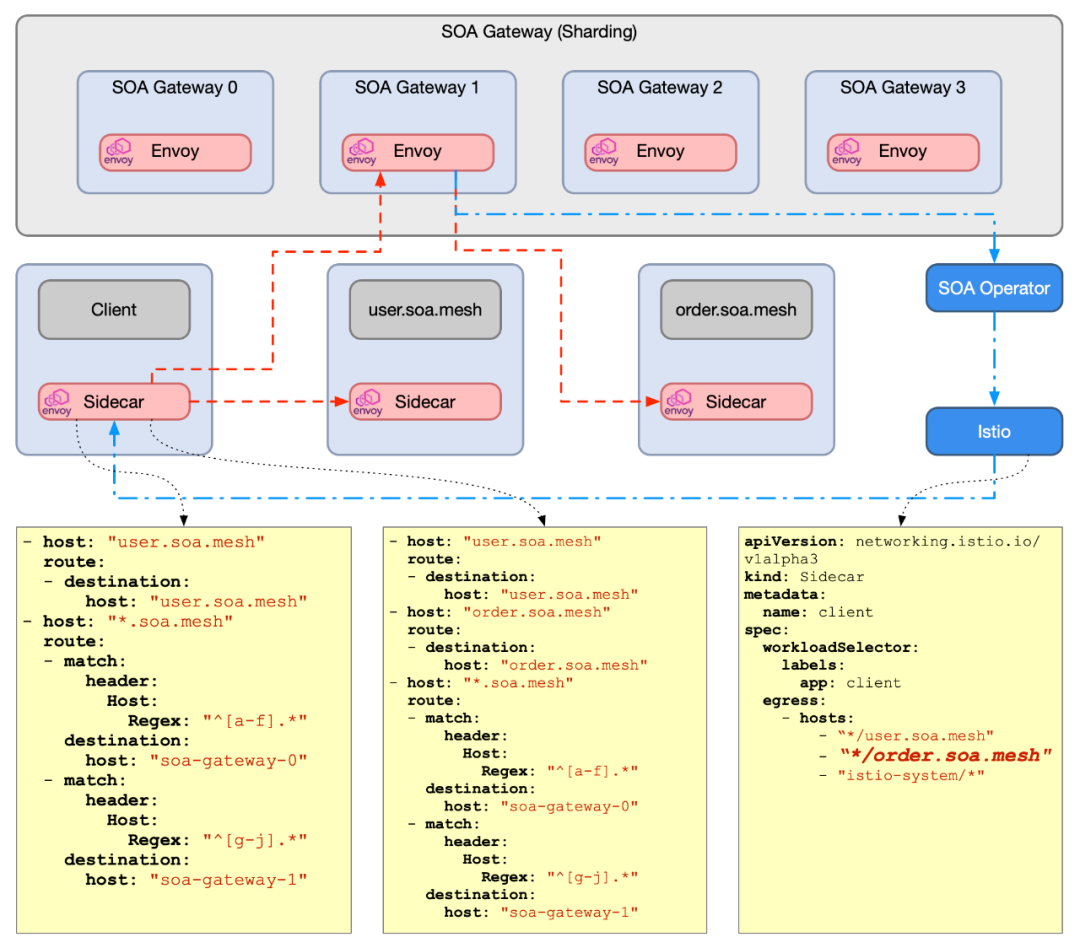 SOA Gateway (Sharding)
SOA Gateway 0
SOA Gateway 1
SOA Gateway 2
SOA Gateway 3
envoy
Envoy
envoy
Envoy
envoy
Envoy
envoy
Envoy
Client
user.soa.mesh
order.soa.mesh
SOA Operator
envoy
Sidecar
envoy
Sidecar
envoy
Sidecar
Istio
- host: "user.soa.mesh"
route:
- destination:
host: "user.soa.mesh"
- host: "*.soa.mesh"
route:
- match:
header:
Host:
Regex: "^[a-f].*"
destination:
host: "soa-gateway-0"
- match:
header:
Host:
Regex: "^[g-j].*"
destination:
host: "soa-gateway-1"
- host: "user.soa.mesh"
route:
- destination:
host: "user.soa.mesh"
- host: "order.soa.mesh"
route:
- destination:
host: "order.soa.mesh"
- host: "*.soa.mesh"
route:
- match:
header:
Host:
Regex: "^[a-f].*"
destination:
host: "soa-gateway-0"
- match:
header:
Host:
Regex: "^[g-j].*"
destination:
host: "soa-gateway-1"
apiVersion: networking.istio.io/
v1alpha3
kind: Sidecar
metadata:
name: client
spec:
workloadSelector:
labels:
app: client
egress:
- hosts:
- “*/user.soa.mesh"
- “*/order.soa.mesh"
- "istio-system/*"